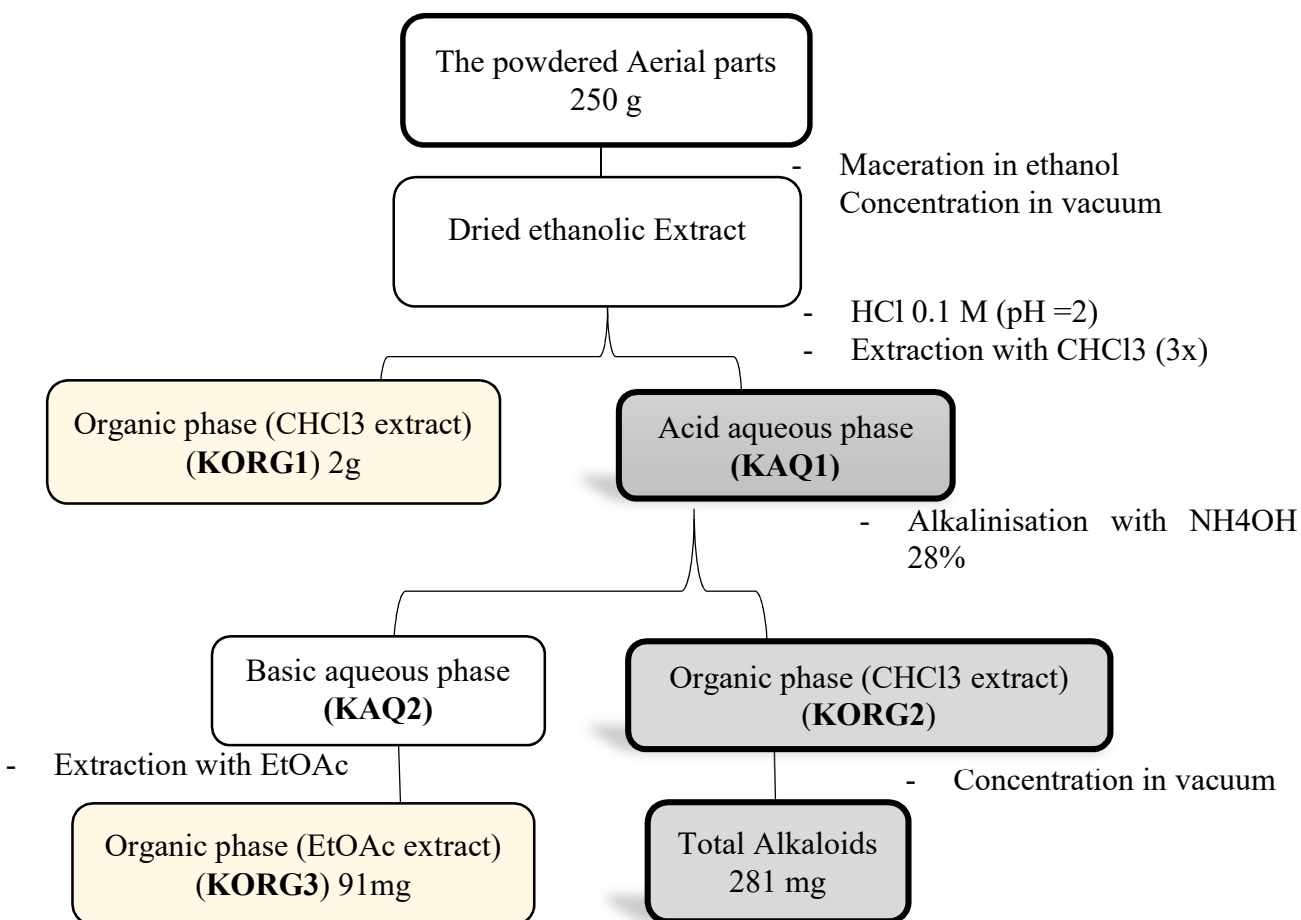 The powdered Aerial parts
250 g
- Maceration in ethanol
Concentration in vacuum
Dried ethanolic Extract
- HCl 0.1 M (pH =2)
- Extraction with CHCl3 (3x)
Organic phase (CHCl3 extract)
(KORG1) 2g
Acid aqueous phase
(KAQ1)
- Alkalinisation with NH4OH
28%
Basic aqueous phase
(KAQ2)
Organic phase (CHCl3 extract)
(KORG2)
- Extraction with EtOAc
- Concentration in vacuum
Organic phase (EtOAc extract)
(KORG3) 91mg
Total Alkaloids
281 mg